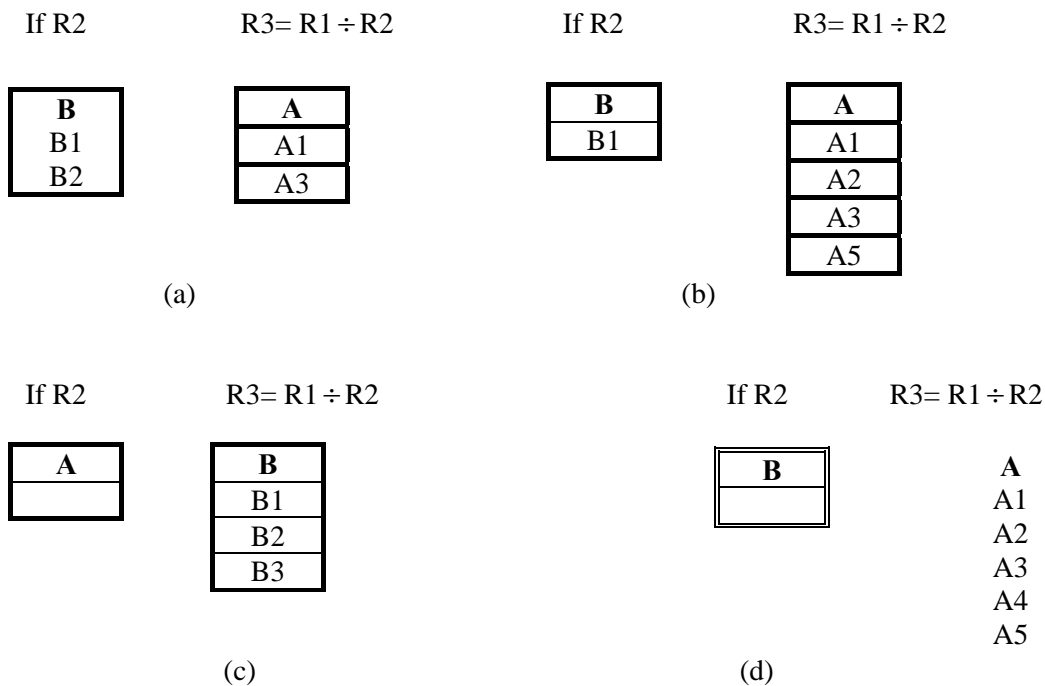 If R2 R3= R1 ÷ R2 If R2 R3= R1 ÷ R2
B A B A
B1 A1 B1 A1
B2 A3 A2
A3
A5
(a) (b)
If R2 R3= R1 ÷ R2 If R2 R3= R1 ÷ R2
A B B A
B1 A1
B2 A2
B3 A3
A4
A5
(c) (d)